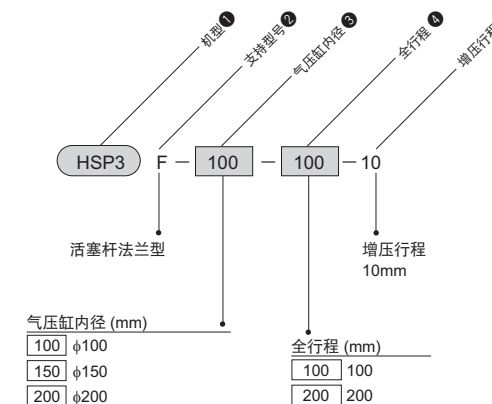 机型❶
支持型号❷
气压缸内径❸
全行程❹
增压行程
HSP3 F － 100 － 100 － 10
活塞杆法兰型
增压行程
10mm
气压缸内径 (mm)
100 ϕ100
150 ϕ150
200 ϕ200
全行程 (mm)
100 100
200 200